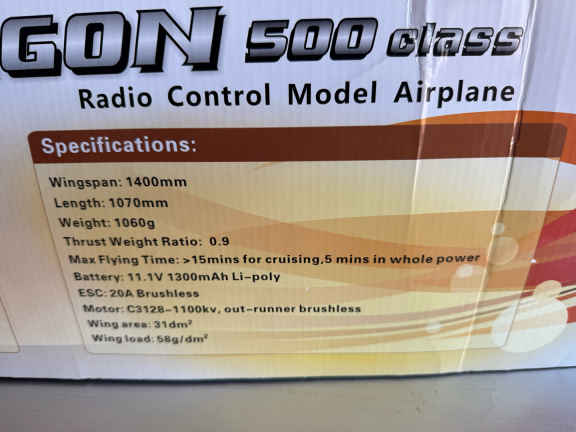 GON 500 class
Radio Control Model Airplane
Specifications:
Wingspan: 1400mm
Length: 1070mm
Weight: 1060g
Thrust Weight Ratio: 0.9
Max Flying Time: >15mins for cruising,5 mins in whole power
Battery: 11.1V 1300mAh Li-poly
ESC: 20A Brushless
Motor: C3128-1100kv, out-runner brushless
Wing area: 31dm²
Wing load: 58g/dm²